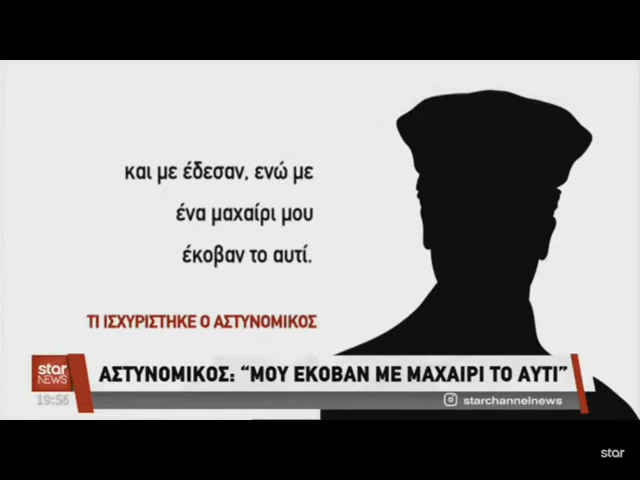 και με έδεσαν, ενώ με
ένα μαχαίρι μου
έκοβαν το αυτί.
ΤΙ ΙΣΧΥΡΙΣΤΗΚΕ Ο ΑΣΤΥΝΟΜΙΚΟΣ
star
NEWS
ΑΣΤΥΝΟΜΙΚΟΣ: “ΜΟΥ ΕΚΟΒΑΝ ΜΕ ΜΑΧΑΙΡΙ ΤΟ ΑΥΤΙ”
19:56
starchannelnews
star